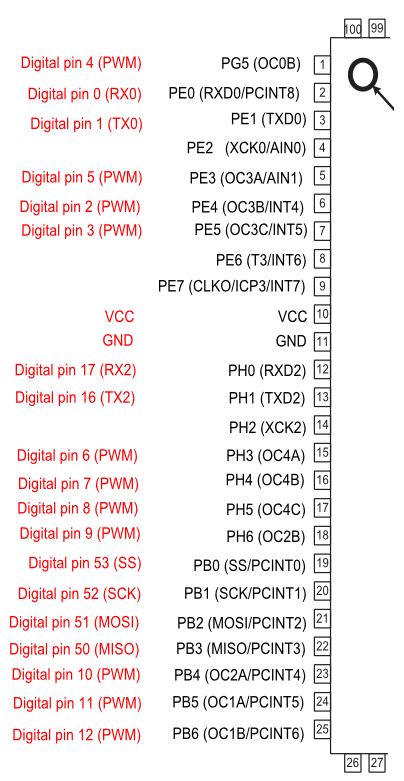 100 99
Digital pin 4 (PWM) PG5 (OC0B) 1
Digital pin 0 (RX0) PE0 (RXD0/PCINT8) 2
Digital pin 1 (TX0) PE1 (TXD0) 3
PE2 (XCK0/AIN0) 4
Digital pin 5 (PWM) PE3 (OC3A/AIN1) 5
Digital pin 2 (PWM) PE4 (OC3B/INT4) 6
Digital pin 3 (PWM) PE5 (OC3C/INT5) 7
PE6 (T3/INT6) 8
PE7 (CLKO/ICP3/INT7) 9
VCC VCC 10
GND GND 11
Digital pin 17 (RX2) PH0 (RXD2) 12
Digital pin 16 (TX2) PH1 (TXD2) 13
PH2 (XCK2) 14
Digital pin 6 (PWM) PH3 (OC4A) 15
Digital pin 7 (PWM) PH4 (OC4B) 16
Digital pin 8 (PWM) PH5 (OC4C) 17
Digital pin 9 (PWM) PH6 (OC2B) 18
Digital pin 53 (SS) PB0 (SS/PCINT0) 19
Digital pin 52 (SCK) PB1 (SCK/PCINT1) 20
Digital pin 51 (MOSI) PB2 (MOSI/PCINT2) 21
Digital pin 50 (MISO) PB3 (MISO/PCINT3) 22
Digital pin 10 (PWM) PB4 (OC2A/PCINT4) 23
Digital pin 11 (PWM) PB5 (OC1A/PCINT5) 24
Digital pin 12 (PWM) PB6 (OC1B/PCINT6) 25
26 27